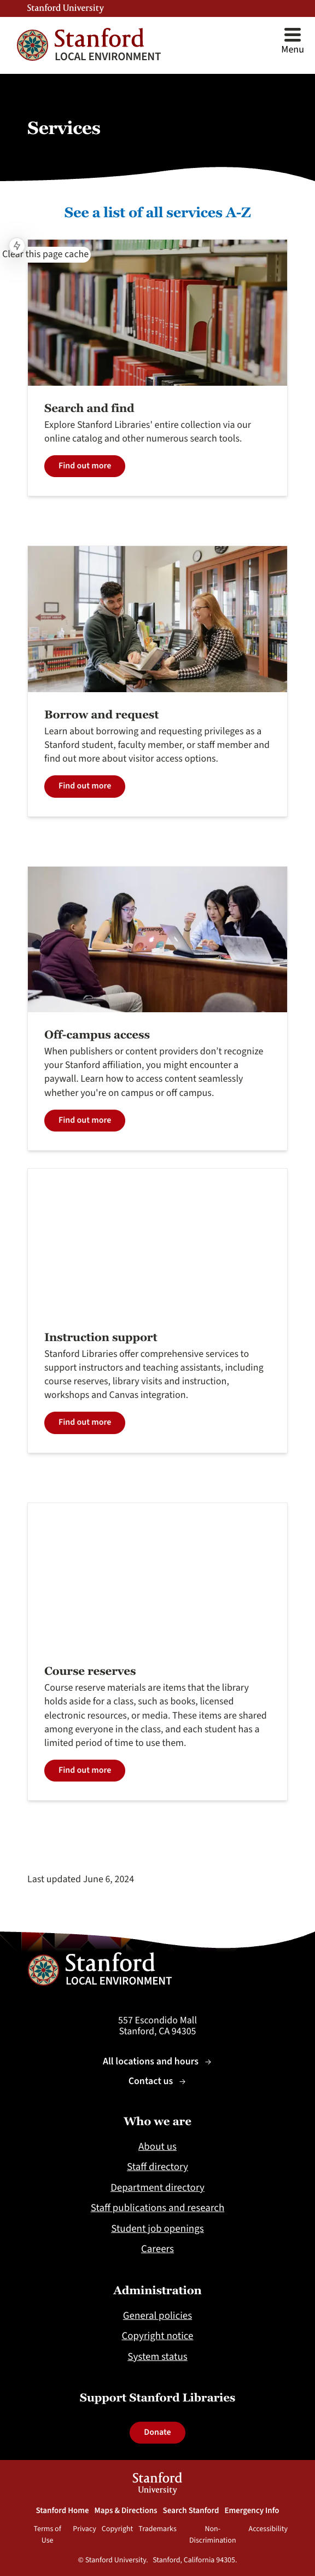 Stanford University
Stanford
LOCAL ENVIRONMENT
Menu
Services
See a list of all services A-Z
Clear this page cache
Search and find
Explore Stanford Libraries' entire collection via our
online catalog and other numerous search tools.
Find out more
Borrow and request
Learn about borrowing and requesting privileges as a
Stanford student, faculty member, or staff member and
find out more about visitor access options.
Find out more
Off-campus access
When publishers or content providers don't recognize
your Stanford affiliation, you might encounter a
paywall. Learn how to access content seamlessly
whether you're on campus or off campus.
Find out more
Instruction support
Stanford Libraries offer comprehensive services to
support instructors and teaching assistants, including
course reserves, library visits and instruction,
workshops and Canvas integration.
Find out more
Course reserves
Course reserve materials are items that the library
holds aside for a class, such as books, licensed
electronic resources, or media. These items are shared
among everyone in the class, and each student has a
limited period of time to use them.
Find out more
Last updated June 6, 2024
Stanford
LOCAL ENVIRONMENT
557 Escondido Mall
Stanford, CA 94305
All locations and hours →
Contact us →
Who we are
About us
Staff directory
Department directory
Staff publications and research
Student job openings
Careers
Administration
General policies
Copyright notice
System status
Support Stanford Libraries
Donate
Stanford
University
Stanford Home Maps & Directions Search Stanford Emergency Info
Terms of Use Privacy Copyright Trademarks Non-Discrimination Accessibility
© Stanford University. Stanford, California 94305.